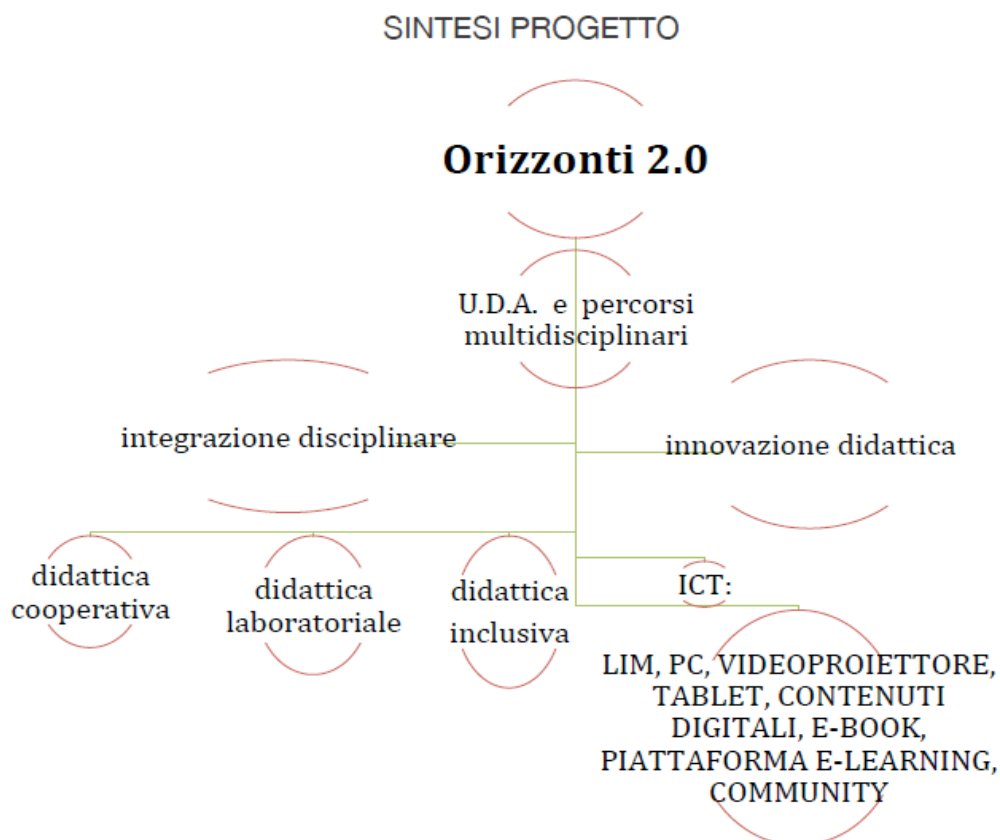 SINTESI PROGETTO
Orizzonti 2.0
U.D.A. e percorsi
multidisciplinari
integrazione disciplinare
innovazione didattica
didattica
cooperativa
didattica
laboratoriale
didattica
inclusiva
ICT:
LIM, PC, VIDEOPROIETTORE,
TABLET, CONTENUTI
DIGITALI, E-BOOK,
PIATTAFORMA E-LEARNING,
COMMUNITY